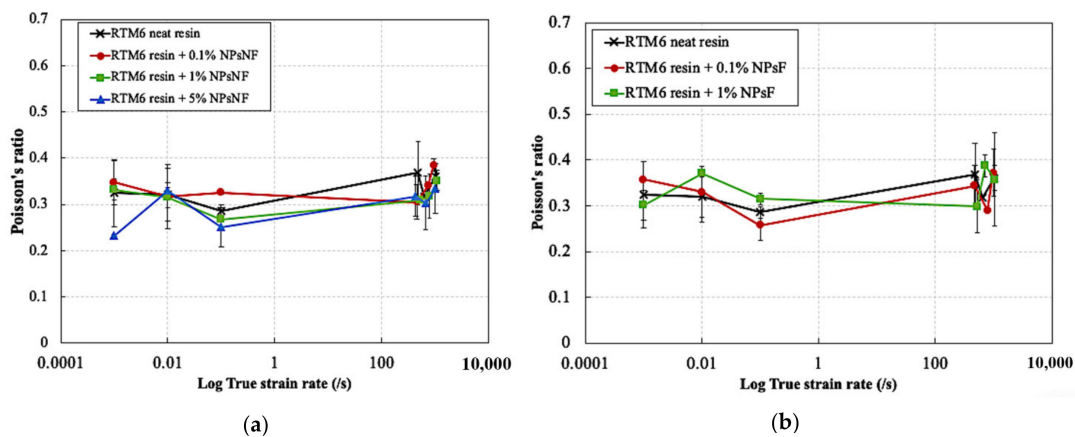 (a)
0.7
0.6
0.5
0.4
0.3
0.2
0.1
0
Poisson's ratio
RTM6 neat resin
RTM6 resin + 0.1% NPsNF
RTM6 resin + 1% NPsNF
RTM6 resin + 5% NPsNF
0.0001 0.01 1 100 10,000
Log True strain rate (/s)
(a)
(b)
0.7
0.6
0.5
0.4
0.3
0.2
0.1
0
Poisson's ratio
RTM6 neat resin
RTM6 resin + 0.1% NPsF
RTM6 resin + 1% NPsF
0.0001 0.01 1 100 10,000
Log True strain rate (/s)
(b)